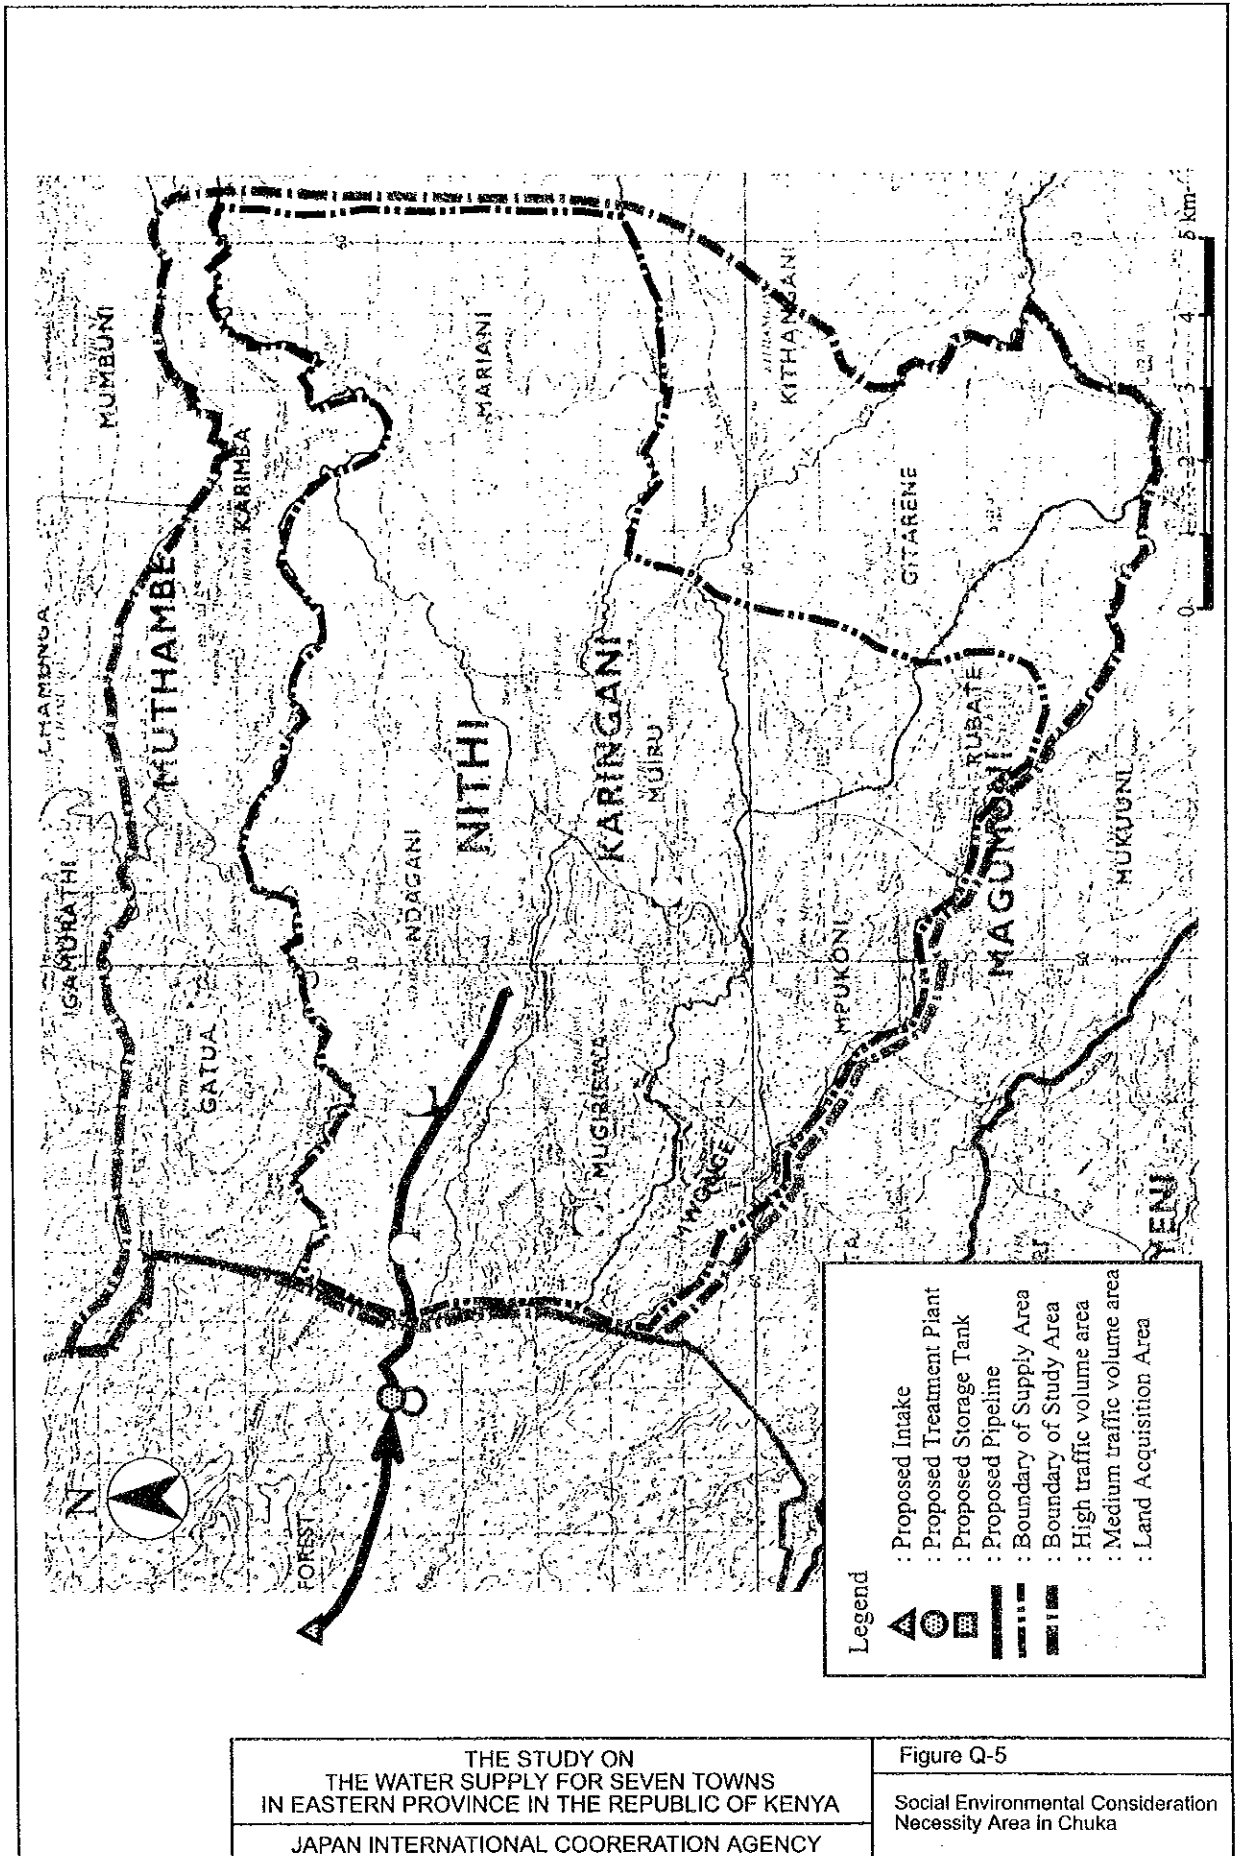 N
FOREST
IGAMURATHI
MUMBUNI
MUTHAMBE
KARIMBA
GATUA
NDAGANI
NITHI
MARIANI
KARINGANI
MUIRU
MUGIRIRWA
MWONGE
MPUKONI
KITHANGANI
GITARENE
RUBATE
MUKUUNI
YENI
0 1 2 3 4 5 km
Legend
: Proposed Intake
: Proposed Treatment Plant
: Proposed Storage Tank
: Proposed Pipeline
: Boundary of Supply Area
: Boundary of Study Area
: High traffic volume area
: Medium traffic volume area
: Land Acquisition Area
THE STUDY ON
THE WATER SUPPLY FOR SEVEN TOWNS
IN EASTERN PROVINCE IN THE REPUBLIC OF KENYA
JAPAN INTERNATIONAL COORERATION AGENCY
Figure Q-5
Social Environmental Consideration
Necessity Area in Chuka